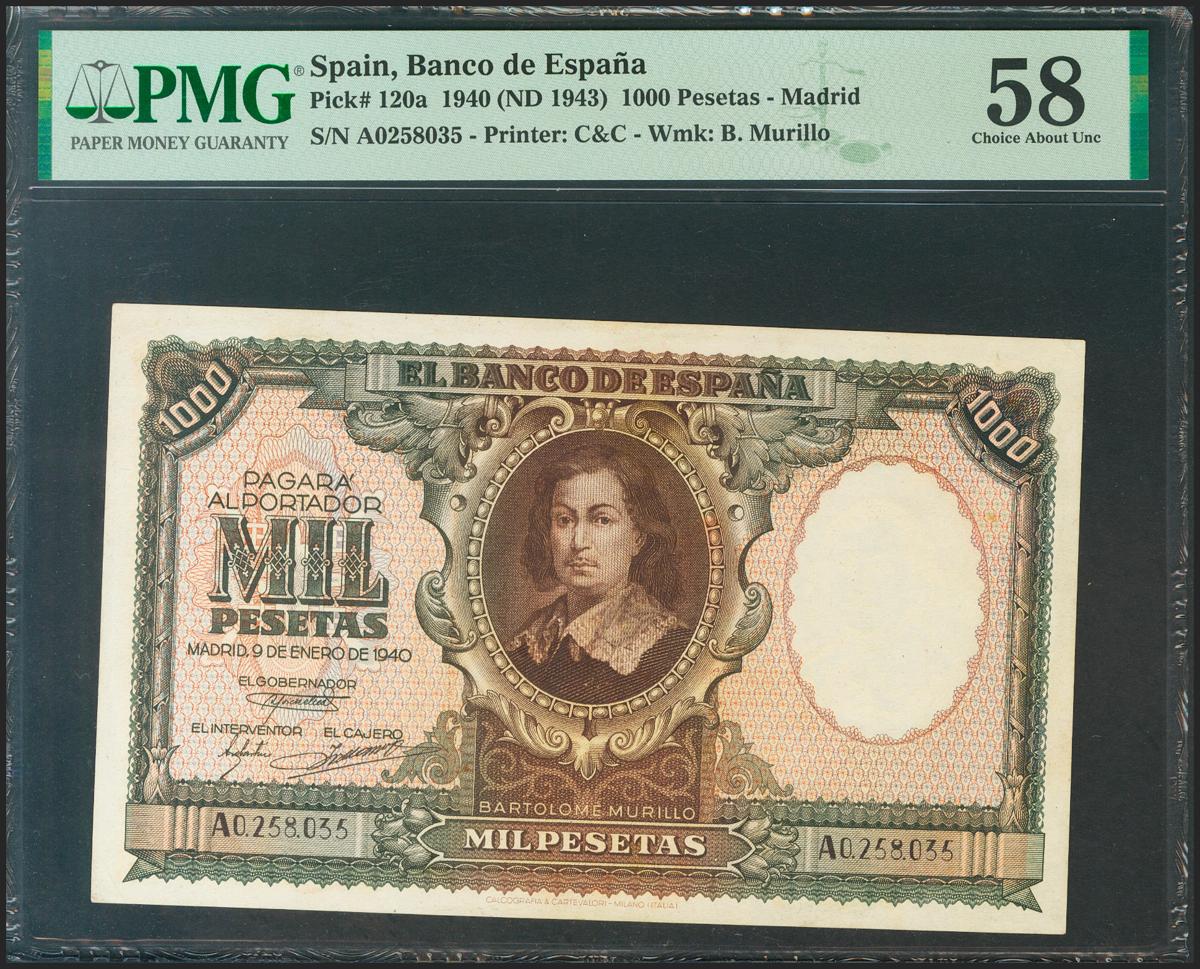 PMG
PMG®
PAPER MONEY GUARANTY
Spain, Banco de España
Pick# 120a 1940 (ND 1943) 1000 Pesetas - Madrid
S/N A0258035 - Printer: C&C - Wmk: B. Murillo
58
Choice About Unc
EL BANCO DE ESPAÑA
1000
1000
PAGARÁ
AL PORTADOR
MIL
PESETAS
MADRID, 9 DE ENERO DE 1940
EL GOBERNADOR
EL INTERVENTOR EL CAJERO
BARTOLOME MURILLO
MIL PESETAS
A0.258.035
A0.258.035
CALCOGRAFIA & CARTEVALORI - MILANO (ITALIA)